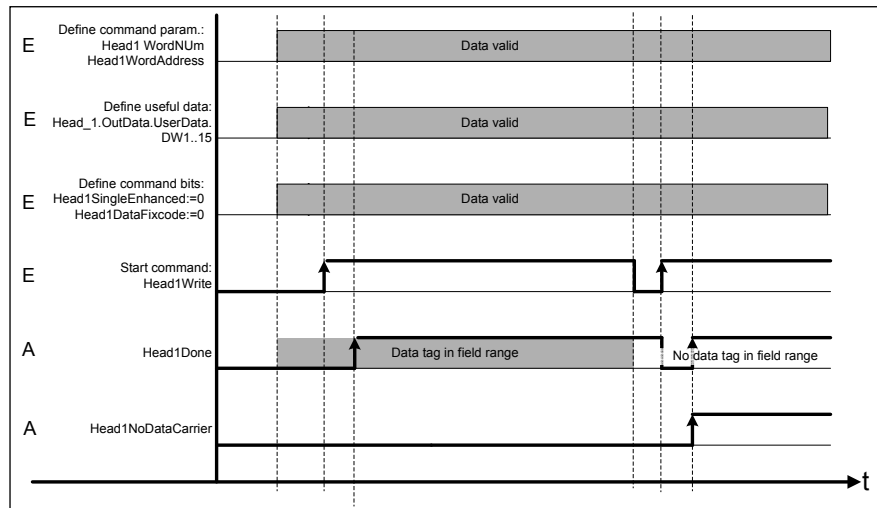 E
Define command param.:
Head1 WordNUm
Head1WordAddress
Data valid
E
Define useful data:
Head_1.OutData.UserData.
DW1..15
Data valid
E
Define command bits:
Head1SingleEnhanced:=0
Head1DataFixcode:=0
Data valid
E
Start command:
Head1Write
A
Head1Done
Data tag in field range
No data tag in field range
A
Head1NoDataCarrier
t